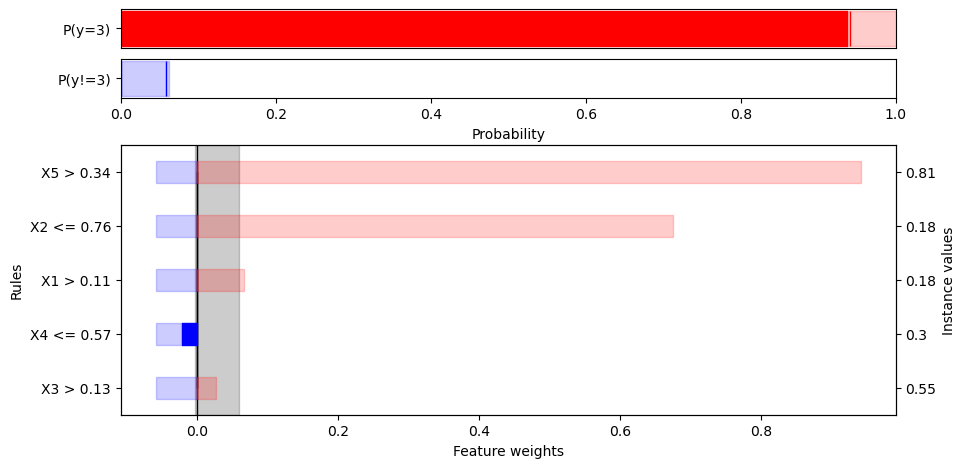 P(y=3)
P(y!=3)
0.0 0.2 0.4 0.6 0.8 1.0
Probability
X5 > 0.34 0.81
X2 <= 0.76 0.18
X1 > 0.11 0.18
X4 <= 0.57 0.3
X3 > 0.13 0.55
Rules
Instance values
0.0 0.2 0.4 0.6 0.8
Feature weights